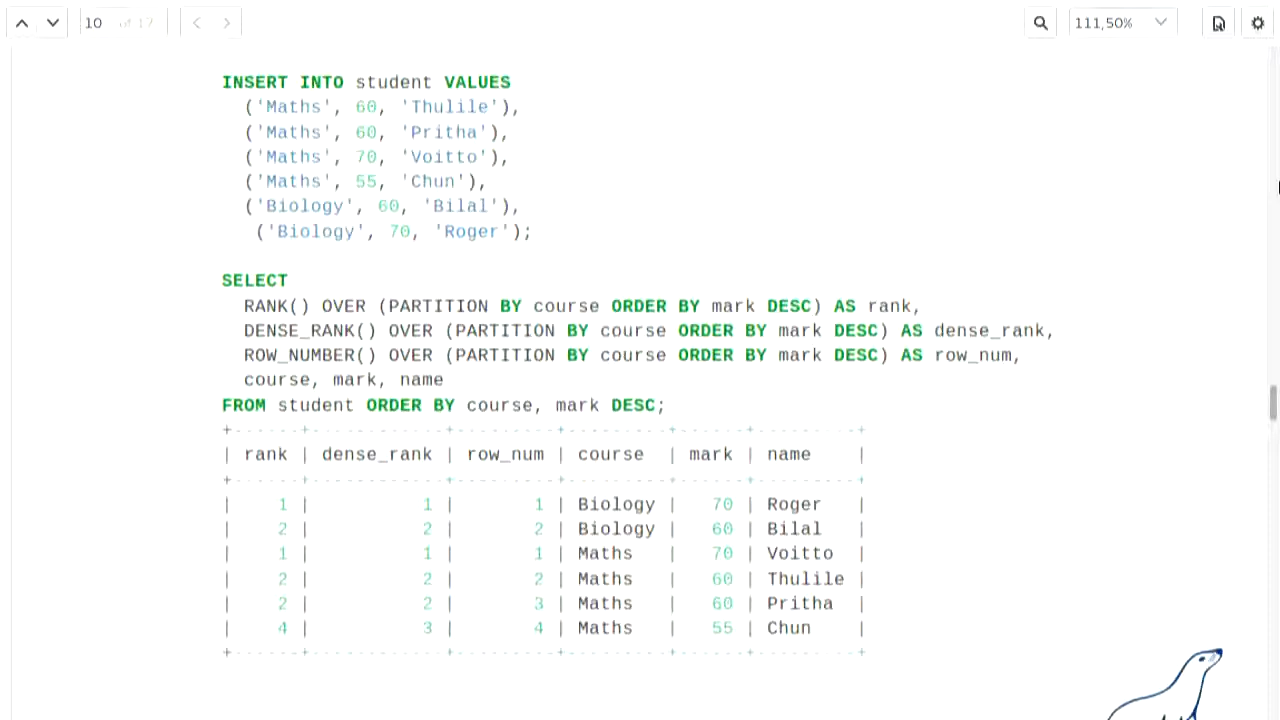 10 of 17 111,50%
INSERT INTO student VALUES
('Maths', 60, 'Thulile'),
('Maths', 60, 'Pritha'),
('Maths', 70, 'Voitto'),
('Maths', 55, 'Chun'),
('Biology', 60, 'Bilal'),
('Biology', 70, 'Roger');
SELECT
RANK() OVER (PARTITION BY course ORDER BY mark DESC) AS rank,
DENSE_RANK() OVER (PARTITION BY course ORDER BY mark DESC) AS dense_rank,
ROW_NUMBER() OVER (PARTITION BY course ORDER BY mark DESC) AS row_num,
course, mark, name
FROM student ORDER BY course, mark DESC;
+------+------------+---------+---------+------+---------+
| rank | dense_rank | row_num | course | mark | name |
+------+------------+---------+---------+------+---------+
| 1 | 1 | 1 | Biology | 70 | Roger |
| 2 | 2 | 2 | Biology | 60 | Bilal |
| 1 | 1 | 1 | Maths | 70 | Voitto |
| 2 | 2 | 2 | Maths | 60 | Thulile |
| 2 | 2 | 3 | Maths | 60 | Pritha |
| 4 | 3 | 4 | Maths | 55 | Chun |
+------+------------+---------+---------+------+---------+